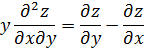 y ∂²z/∂x∂y = ∂z/∂y − ∂z/∂x